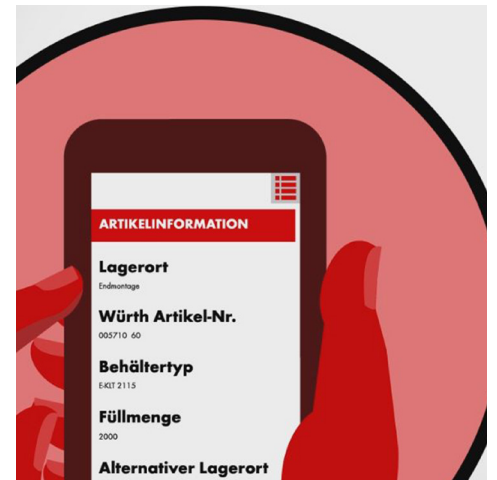 ARTIKELINFORMATION
Lagerort
Endmontage
Würth Artikel-Nr.
005710 60
Behältertyp
E-KLT 2115
Füllmenge
2000
Alternativer Lagerort